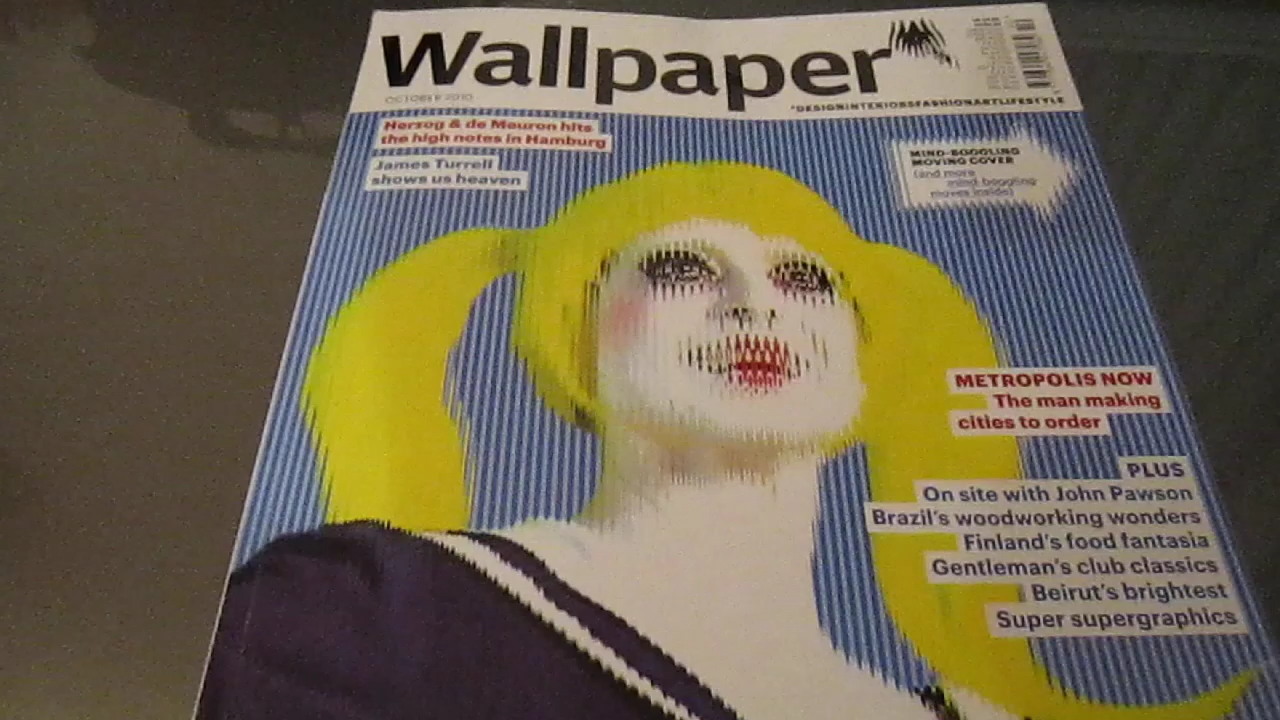 Wallpaper*
OCTOBER 2010
*DESIGNINTERIORSFASHIONARTLIFESTYLE
Herzog & de Meuron hits
the high notes in Hamburg
James Turrell
shows us heaven
MIND-BOGGLING
MOVING COVER
(and more
mind-boggling
moves inside)
METROPOLIS NOW
The man making
cities to order
PLUS
On site with John Pawson
Brazil's woodworking wonders
Finland's food fantasia
Gentleman's club classics
Beirut's brightest
Super supergraphics